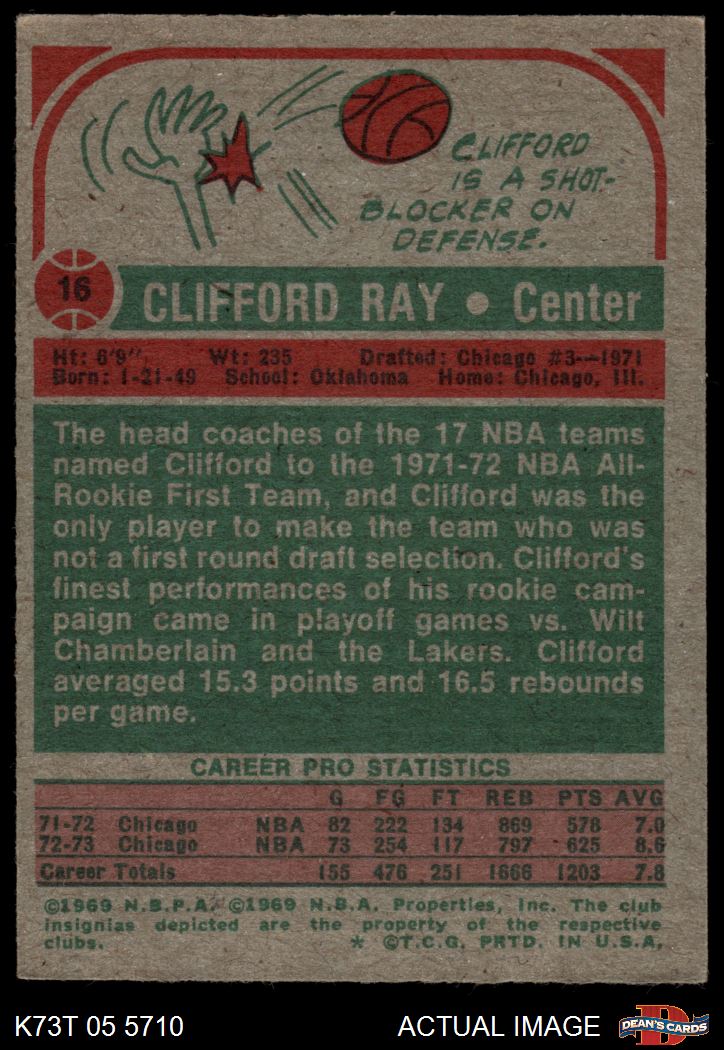 CLIFFORD
IS A SHOT-
BLOCKER ON
DEFENSE.
16
CLIFFORD RAY • Center
Ht: 6'9" Wt: 235 Drafted: Chicago #3—1971
Born: 1-21-49 School: Oklahoma Home: Chicago, Ill.
The head coaches of the 17 NBA teams
named Clifford to the 1971-72 NBA All-
Rookie First Team, and Clifford was the
only player to make the team who was
not a first round draft selection. Clifford's
finest performances of his rookie cam-
paign came in playoff games vs. Wilt
Chamberlain and the Lakers. Clifford
averaged 15.3 points and 16.5 rebounds
per game.
CAREER PRO STATISTICS
G FG FT REB PTS AVG
71-72 Chicago NBA 82 222 134 869 578 7.0
72-73 Chicago NBA 73 254 117 797 625 8.6
Career Totals 155 476 251 1666 1203 7.8
©1969 N.B.P.A. ©1969 N.B.A. Properties, Inc. The club
insignias depicted are the property of the respective
clubs. * ©T.C.G. PRTD. IN U.S.A.
K73T 05 5710 ACTUAL IMAGE DEAN'S CARDS